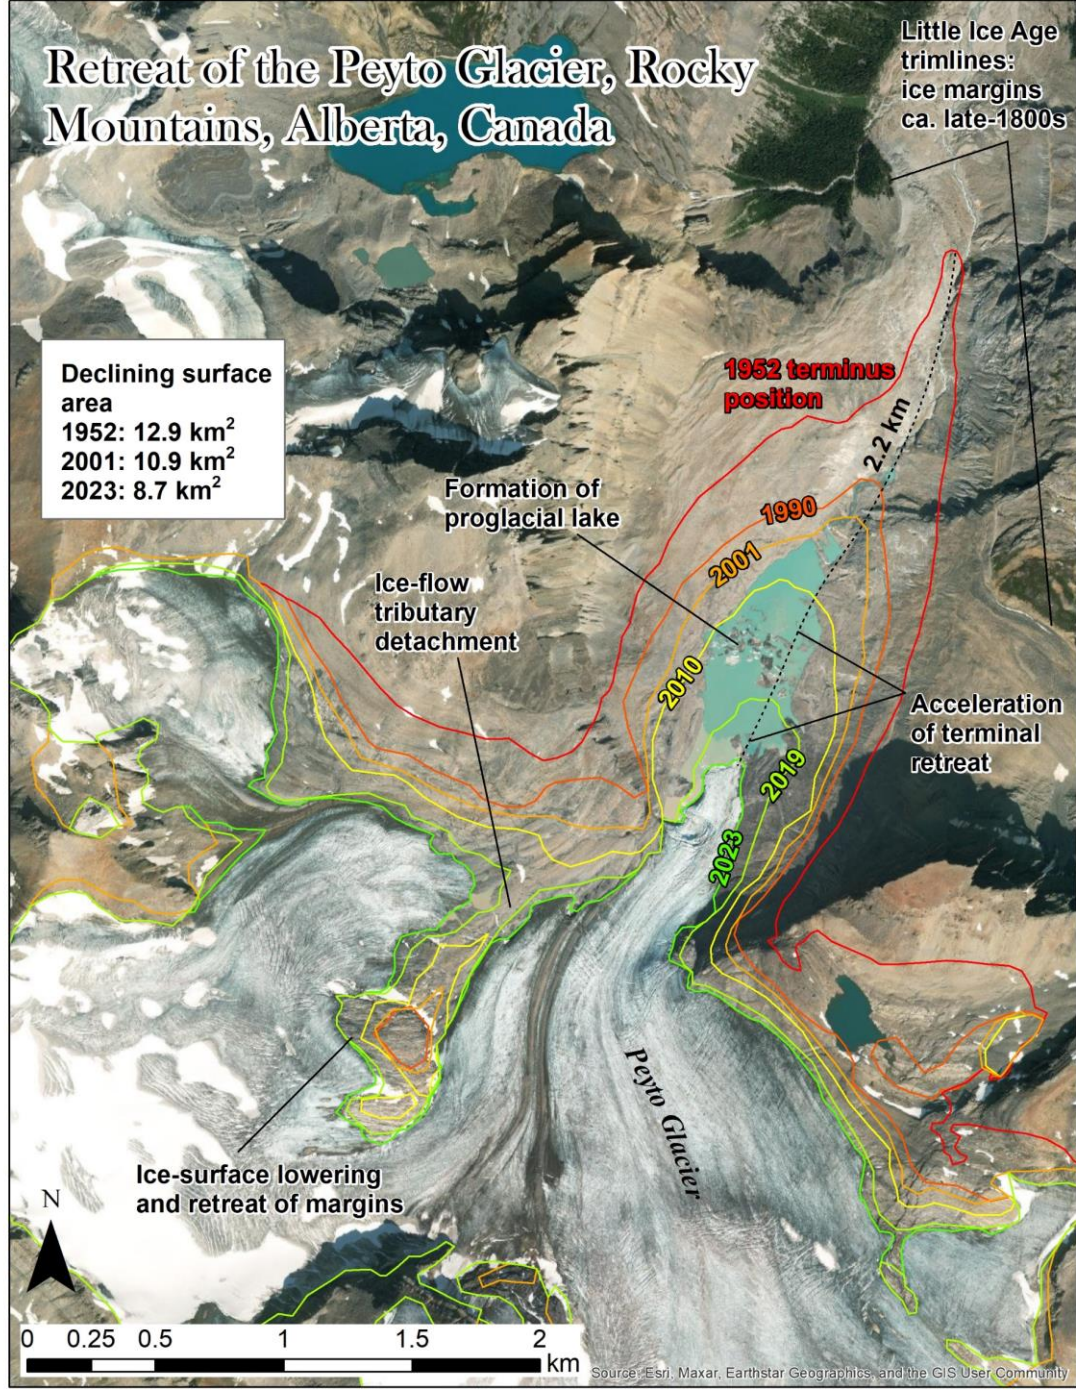 Retreat of the Peyto Glacier, Rocky
Mountains, Alberta, Canada
Little Ice Age
trimlines:
ice margins
ca. late-1800s
Declining surface
area
1952: 12.9 km²
2001: 10.9 km²
2023: 8.7 km²
1952 terminus
position
2.2 km
Formation of
proglacial lake
1990
2001
Ice-flow
tributary
detachment
2010
Acceleration
of terminal
retreat
2019
2023
Peyto Glacier
Ice-surface lowering
and retreat of margins
N
0 0.25 0.5 1 1.5 2
km
Source: Esri, Maxar, Earthstar Geographics, and the GIS User Community